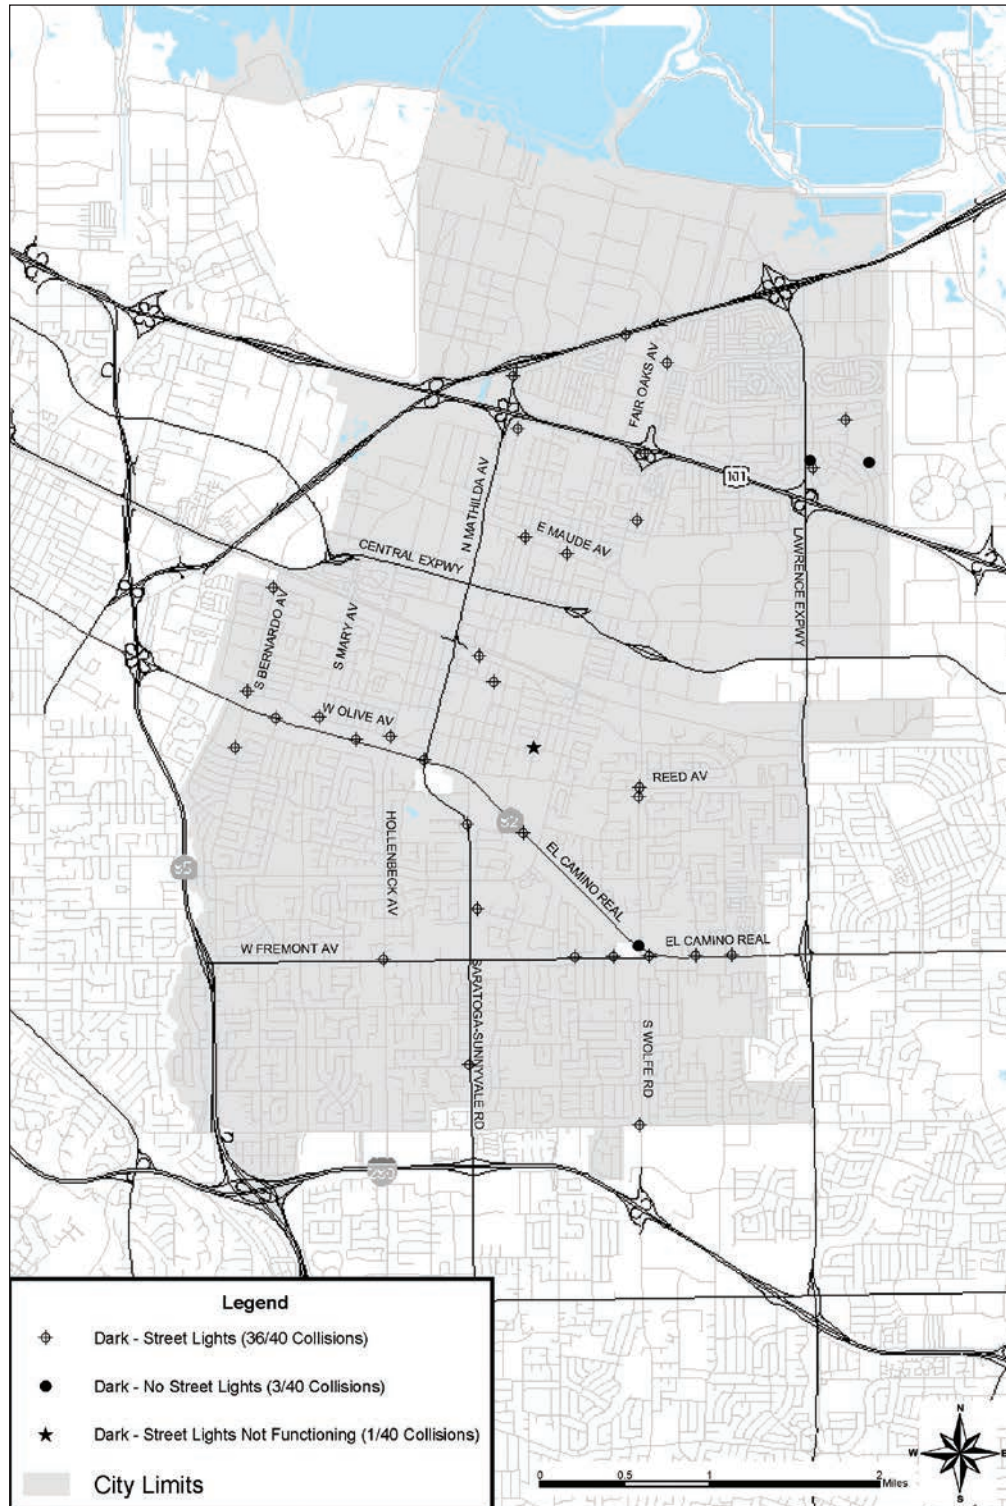 FAIR OAKS AV
101
N MATHILDA AV
E MAUDE AV
CENTRAL EXPWY
LAWRENCE EXPWY
S BERNARDO AV
S MARY AV
W OLIVE AV
REED AV
HOLLENBECK AV
82
EL CAMINO REAL
85
W FREMONT AV
EL CAMINO REAL
SARATOGA-SUNNYVALE RD
S WOLFE RD
Legend
Dark - Street Lights (36/40 Collisions)
Dark - No Street Lights (3/40 Collisions)
Dark - Street Lights Not Functioning (1/40 Collisions)
City Limits
0 0.5 1 2
Miles
N
W E
S